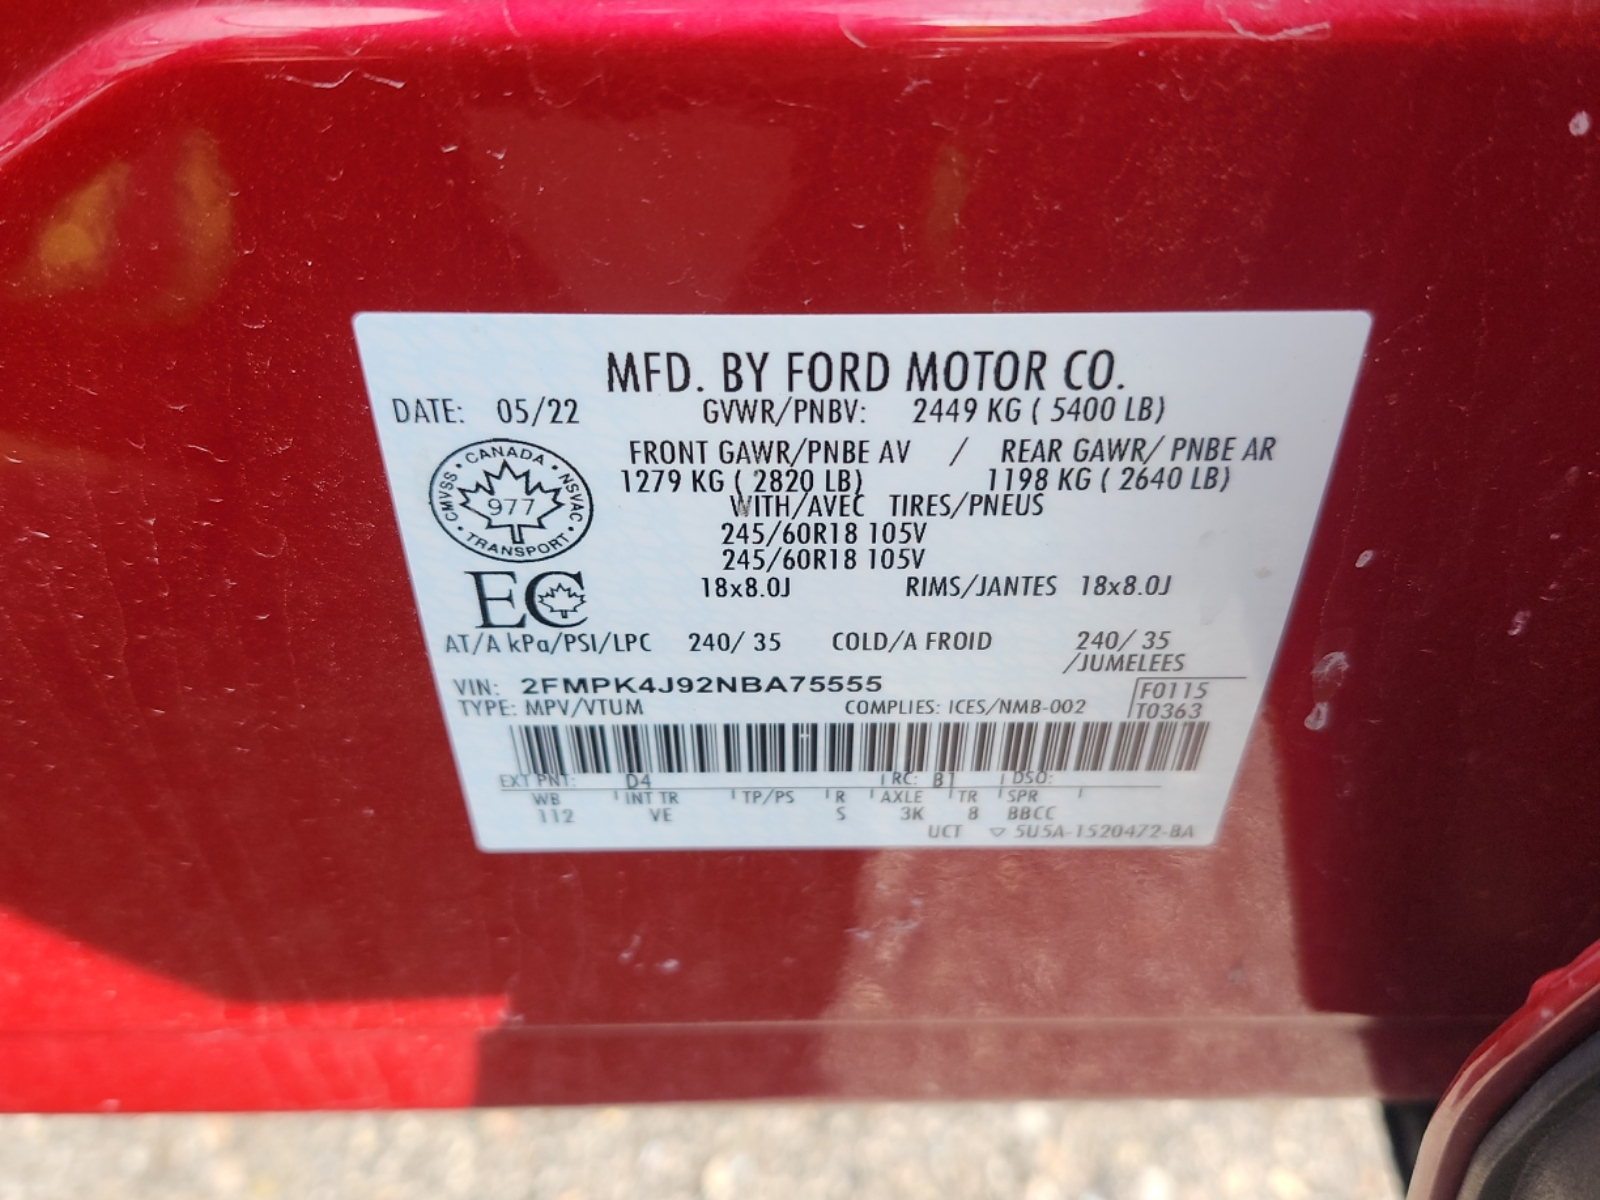 MFD. BY FORD MOTOR CO.
DATE: 05/22 GVWR/PNBV: 2449 KG ( 5400 LB)
FRONT GAWR/PNBE AV / REAR GAWR/ PNBE AR
1279 KG ( 2820 LB) 1198 KG ( 2640 LB)
WITH/AVEC TIRES/PNEUS
245/60R18 105V
245/60R18 105V
CMVSS · CANADA · NSVAC · TRANSPORT ·
977
EC
18x8.0J RIMS/JANTES 18x8.0J
AT/A kPa/PSI/LPC 240/ 35 COLD/A FROID 240/ 35
/JUMELEES
VIN: 2FMPK4J92NBA75555 F0115
TYPE: MPV/VTUM COMPLIES: ICES/NMB-002 T0363
EXT PNT: D4 RC: B1 DSO:
WB INT TR TP/PS R AXLE TR SPR
112 VE S 3K 8 BBCC
UCT ▽ 5U5A-1520472-BA